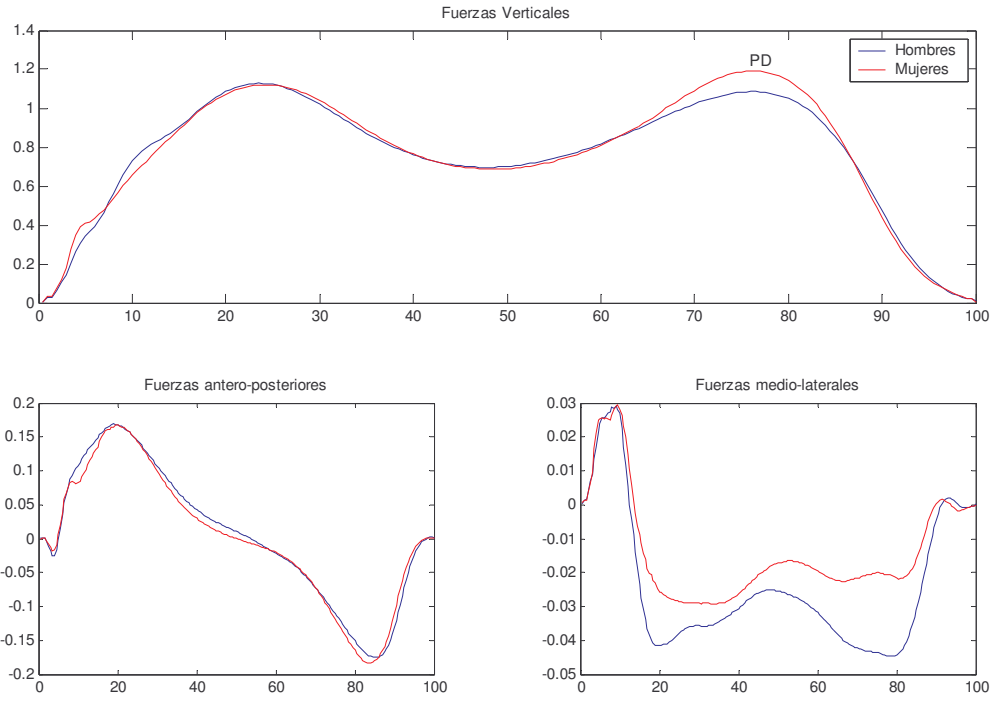 Fuerzas Verticales
1.4
1.2
1
0.8
0.6
0.4
0.2
0
PD
Hombres
Mujeres
0 10 20 30 40 50 60 70 80 90 100
Fuerzas antero-posteriores
0.2
0.15
0.1
0.05
0
-0.05
-0.1
-0.15
-0.2
0 20 40 60 80 100
Fuerzas medio-laterales
0.03
0.02
0.01
0
-0.01
-0.02
-0.03
-0.04
-0.05
0 20 40 60 80 100